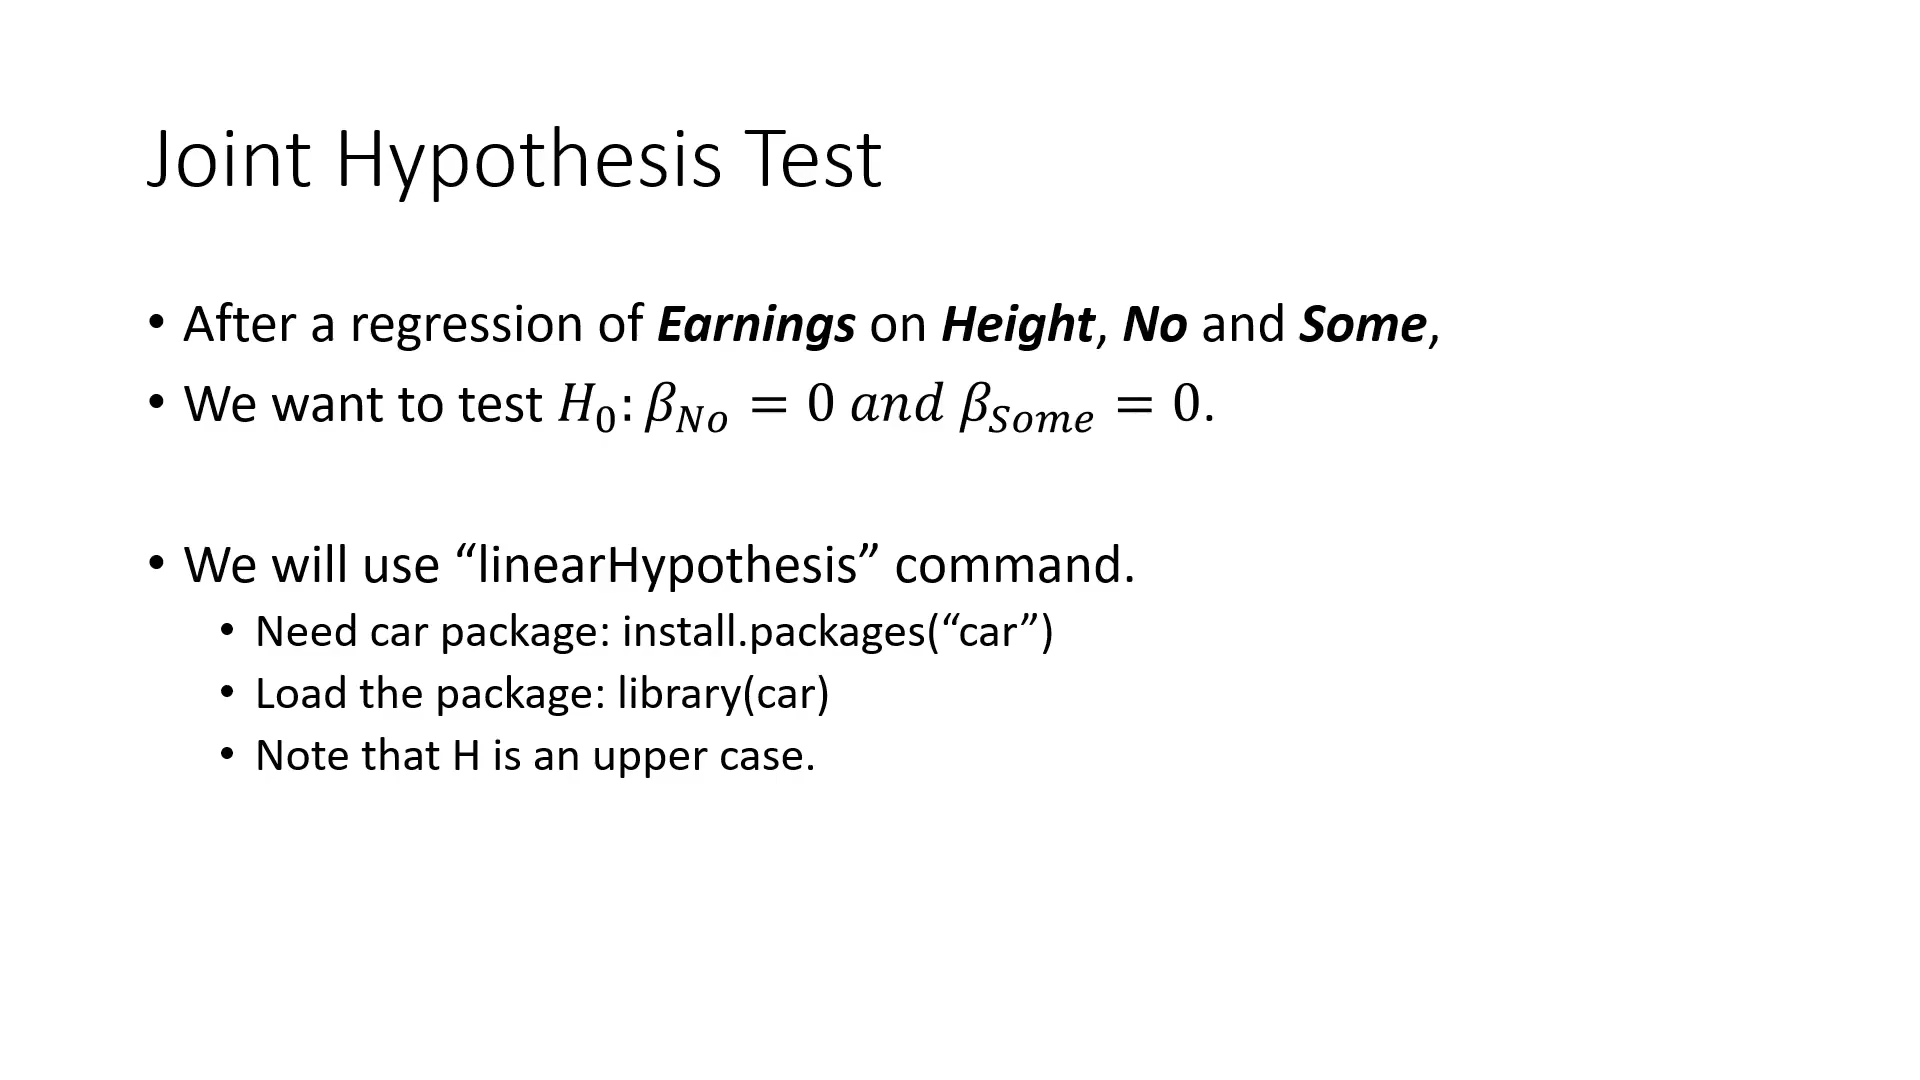 Joint Hypothesis Test
• After a regression of Earnings on Height, No and Some,
• We want to test H₀: β_No = 0 and β_Some = 0.
• We will use “linearHypothesis” command.
• Need car package: install.packages(“car”)
• Load the package: library(car)
• Note that H is an upper case.